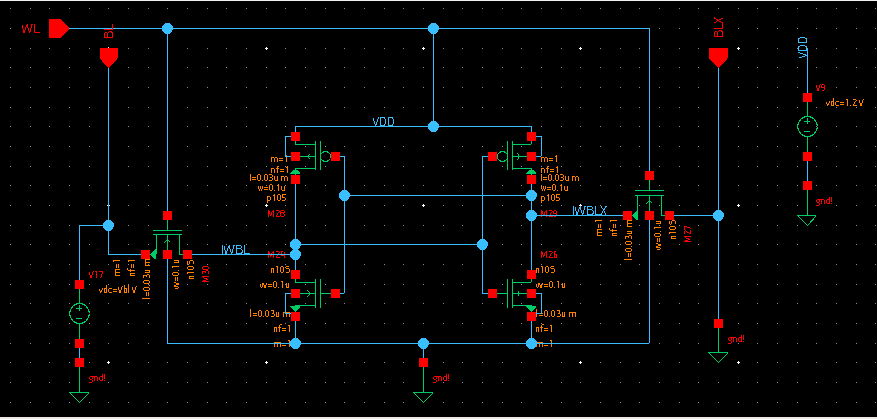 WL
BLX
VDD
V9
vdc=1.2 V
gnd!
VDD
m=1
nf=1
l=0.03u m
w=0.1u
p105
M28
m=1
nf=1
l=0.03u m
w=0.1u
p105
M29
IWBL
IWBLX
m=1
nf=1
l=0.03u m
w=0.1u
n105
M30
V17
vdc=Vbl V
gnd!
M24
n105
w=0.1u
l=0.03u m
nf=1
m=1
M26
n105
w=0.1u
l=0.03u m
nf=1
m=1
gnd!
m=1
nf=1
l=0.03u m
w=0.1u
n105
M27
gnd!